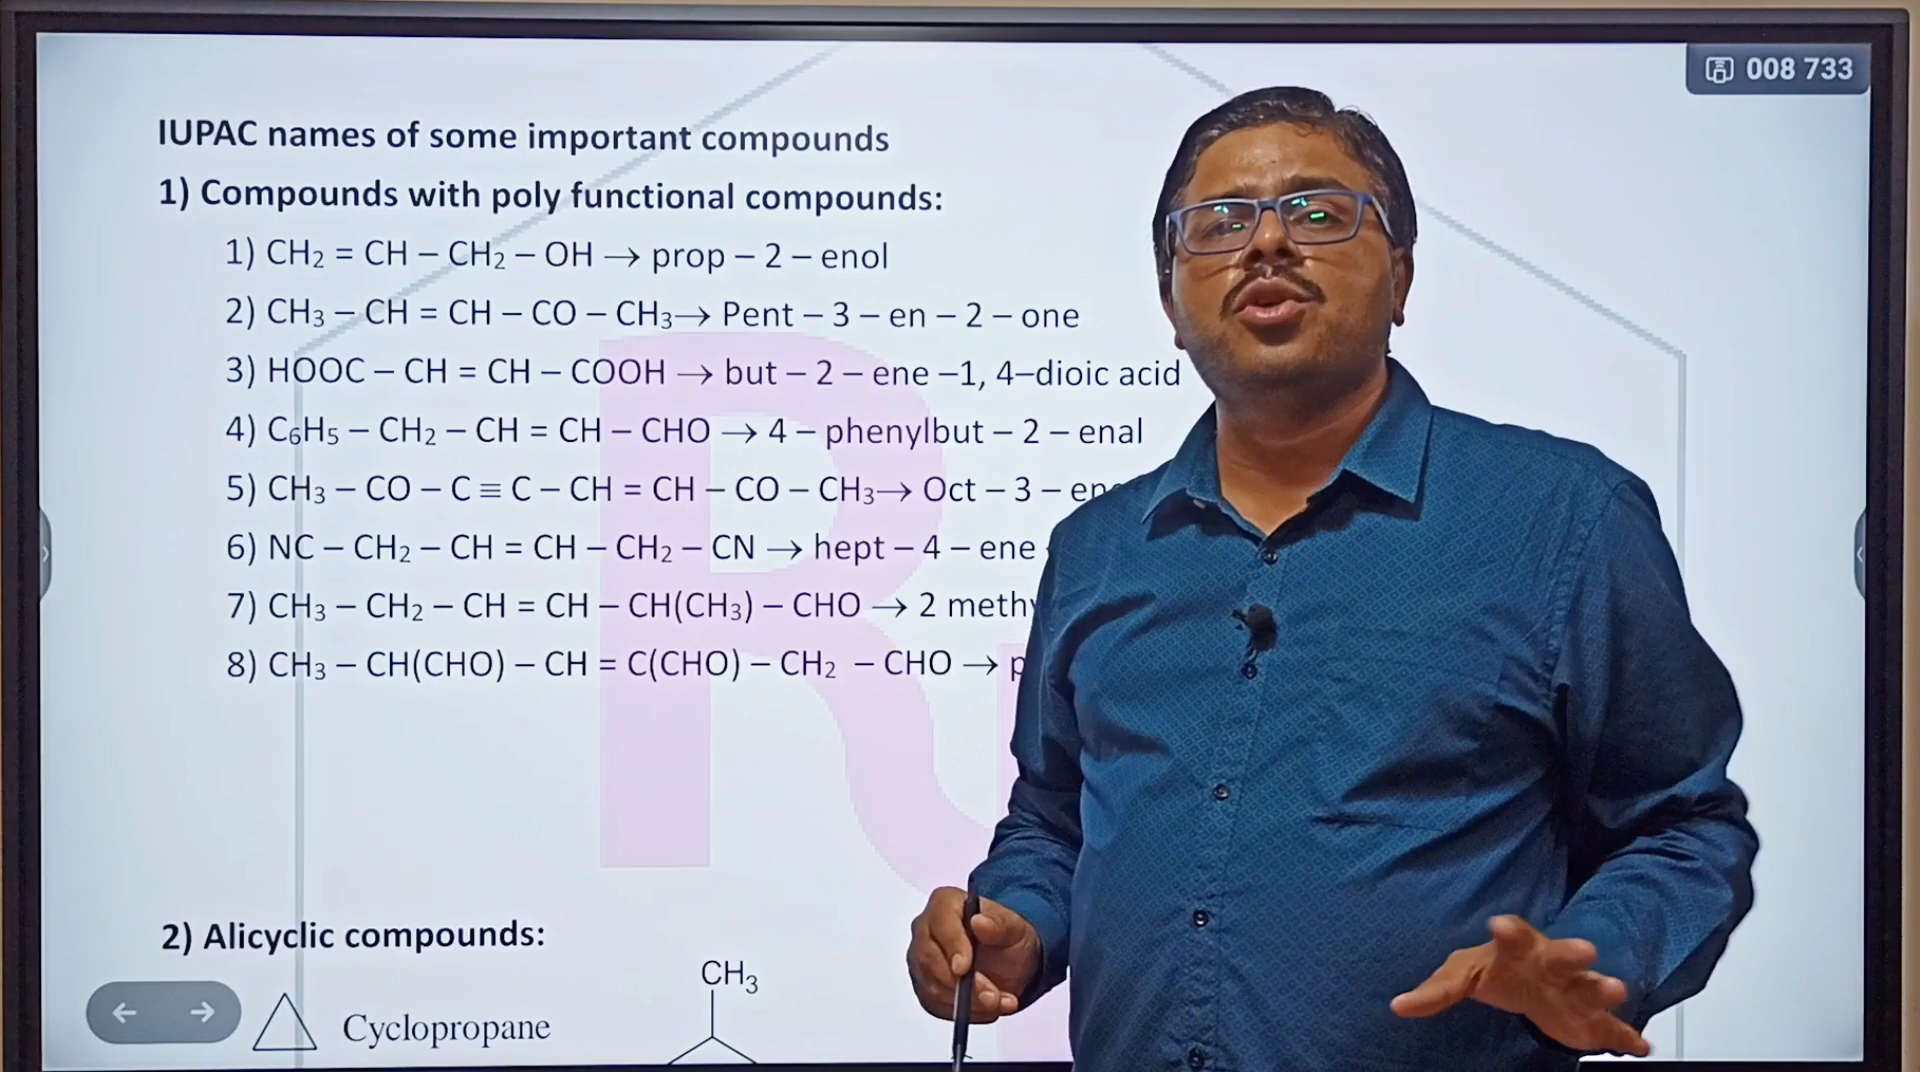 008 733
IUPAC names of some important compounds
1) Compounds with poly functional compounds:
1) CH₂ = CH – CH₂ – OH → prop – 2 – enol
2) CH₃ – CH = CH – CO – CH₃→ Pent – 3 – en – 2 – one
3) HOOC – CH = CH – COOH → but – 2 – ene –1, 4–dioic acid
4) C₆H₅ – CH₂ – CH = CH – CHO → 4 – phenylbut – 2 – enal
5) CH₃ – CO – C ≡ C – CH = CH – CO – CH₃→ Oct – 3 –
6) NC – CH₂ – CH = CH – CH₂ – CN → hept – 4 – ene
7) CH₃ – CH₂ – CH = CH – CH(CH₃) – CHO → 2
8) CH₃ – CH(CHO) – CH = C(CHO) – CH₂ – CHO →
2) Alicyclic compounds:
CH₃
Cyclopropane